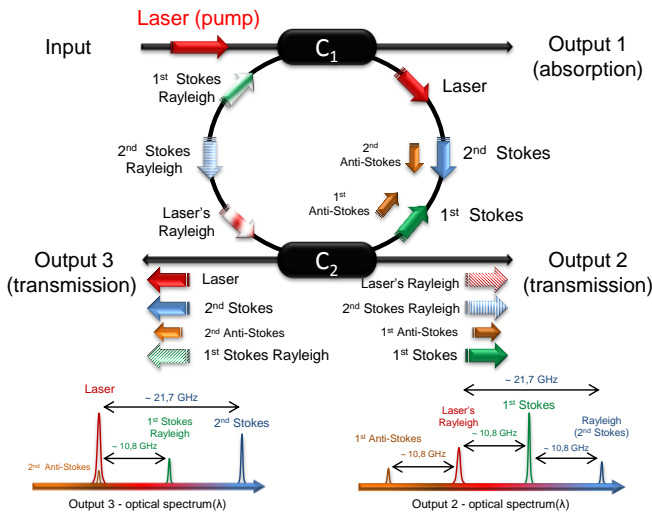 Laser (pump)
Input
C1
Output 1
(absorption)
1st Stokes
Rayleigh
Laser
2nd Stokes
Rayleigh
2nd
Anti-Stokes
2nd Stokes
1st
Anti-Stokes
1st Stokes
Laser's
Rayleigh
Output 3
(transmission)
C2
Output 2
(transmission)
Laser
2nd Stokes
2nd Anti-Stokes
1st Stokes Rayleigh
Laser's Rayleigh
2nd Stokes Rayleigh
1st Anti-Stokes
1st Stokes
Laser
~ 21,7 GHz
1st Stokes
Rayleigh
2nd Stokes
~ 10,8 GHz
2nd Anti-Stokes
Output 3 - optical spectrum(λ)
~ 21,7 GHz
1st Stokes
Laser's
Rayleigh
Rayleigh
(2nd Stokes)
1st Anti-Stokes
~ 10,8 GHz
~ 10,8 GHz
~ 10,8 GHz
Output 2 - optical spectrum(λ)